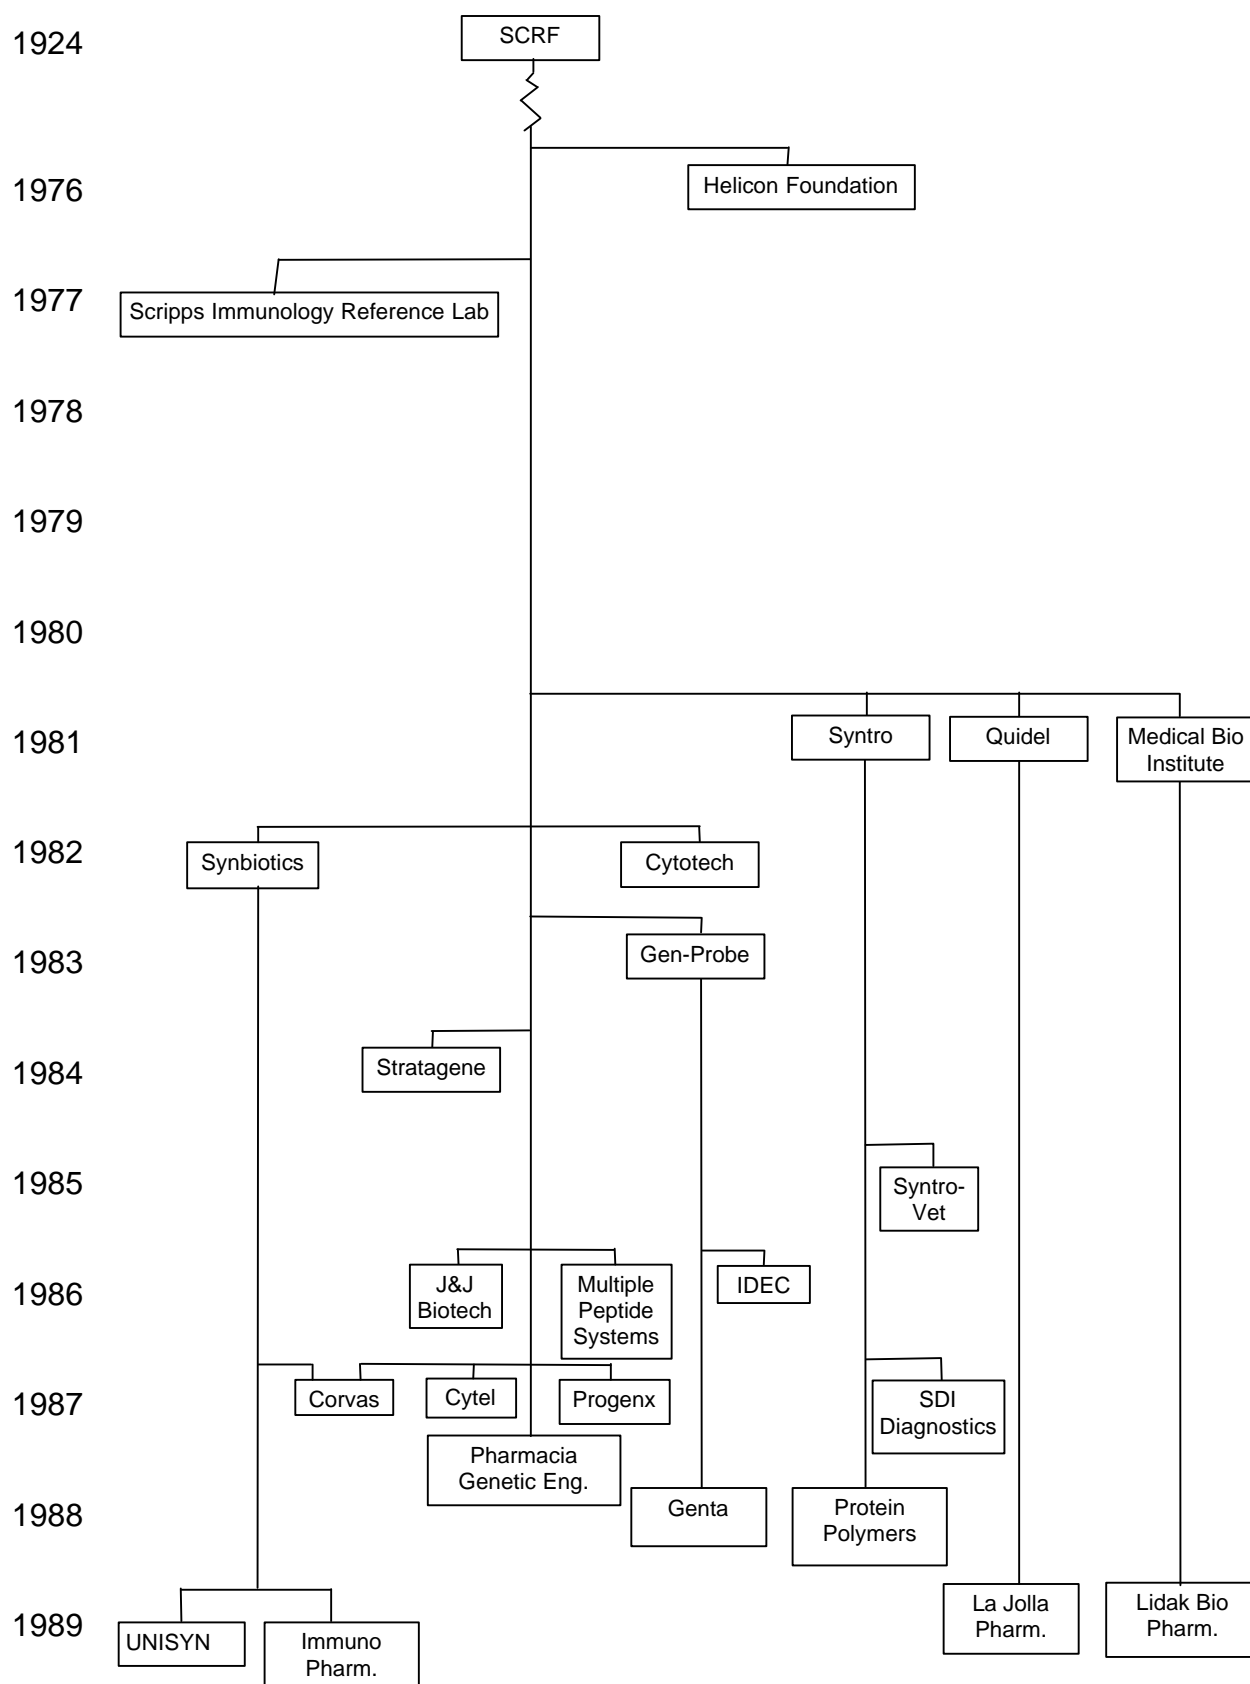 1924
SCRF
1976
Helicon Foundation
1977
Scripps Immunology Reference Lab
1978
1979
1980
1981
Syntro
Quidel
Medical Bio
Institute
1982
Synbiotics
Cytotech
1983
Gen-Probe
1984
Stratagene
1985
Syntro-
Vet
1986
J&J
Biotech
Multiple
Peptide
Systems
IDEC
1987
Corvas
Cytel
Progenx
SDI
Diagnostics
Pharmacia
Genetic Eng.
1988
Genta
Protein
Polymers
1989
UNISYN
Immuno
Pharm.
La Jolla
Pharm.
Lidak Bio
Pharm.